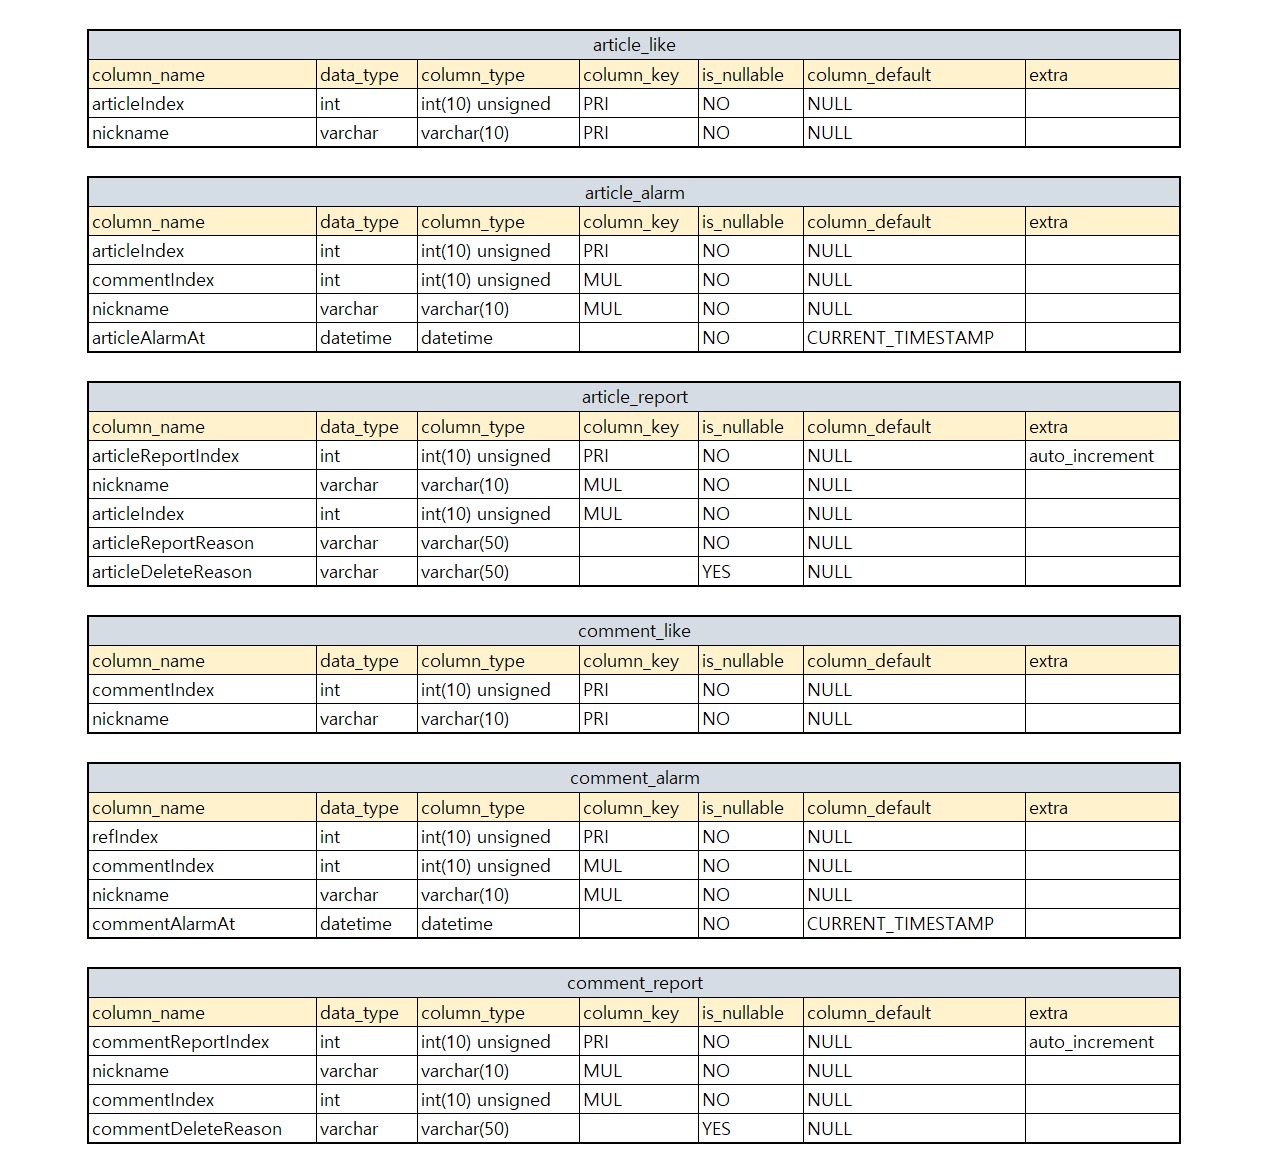 article_like
column_name data_type column_type column_key is_nullable column_default extra
articleIndex int int(10) unsigned PRI NO NULL
nickname varchar varchar(10) PRI NO NULL
article_alarm
column_name data_type column_type column_key is_nullable column_default extra
articleIndex int int(10) unsigned PRI NO NULL
commentIndex int int(10) unsigned MUL NO NULL
nickname varchar varchar(10) MUL NO NULL
articleAlarmAt datetime datetime NO CURRENT_TIMESTAMP
article_report
column_name data_type column_type column_key is_nullable column_default extra
articleReportIndex int int(10) unsigned PRI NO NULL auto_increment
nickname varchar varchar(10) MUL NO NULL
articleIndex int int(10) unsigned MUL NO NULL
articleReportReason varchar varchar(50) NO NULL
articleDeleteReason varchar varchar(50) YES NULL
comment_like
column_name data_type column_type column_key is_nullable column_default extra
commentIndex int int(10) unsigned PRI NO NULL
nickname varchar varchar(10) PRI NO NULL
comment_alarm
column_name data_type column_type column_key is_nullable column_default extra
refIndex int int(10) unsigned PRI NO NULL
commentIndex int int(10) unsigned MUL NO NULL
nickname varchar varchar(10) MUL NO NULL
commentAlarmAt datetime datetime NO CURRENT_TIMESTAMP
comment_report
column_name data_type column_type column_key is_nullable column_default extra
commentReportIndex int int(10) unsigned PRI NO NULL auto_increment
nickname varchar varchar(10) MUL NO NULL
commentIndex int int(10) unsigned MUL NO NULL
commentDeleteReason varchar varchar(50) YES NULL